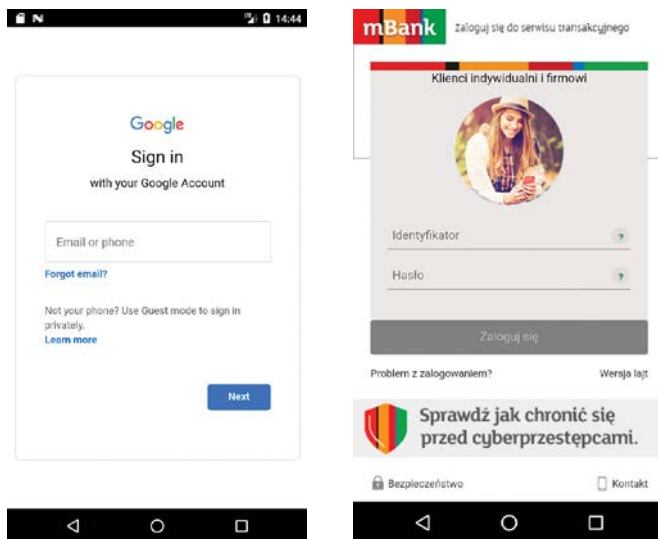 14:44
Google
Sign in
with your Google Account
Email or phone
Forgot email?
Not your phone? Use Guest mode to sign in
privately.
Learn more
Next
mBank
Zaloguj się do serwisu transakcyjnego
Klienci indywidualni i firmowi
Identyfikator ?
Hasło ?
Zaloguj się
Problem z zalogowaniem? Wersja lajt
Sprawdź jak chronić się
przed cyberprzestępcami.
Bezpieczeństwo Kontakt